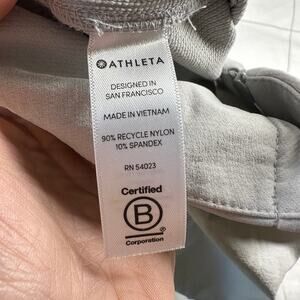 ATHLETA
DESIGNED IN
SAN FRANCISCO
MADE IN VIETNAM
90% RECYCLE NYLON
10% SPANDEX
RN 54023
Certified
B
Corporation